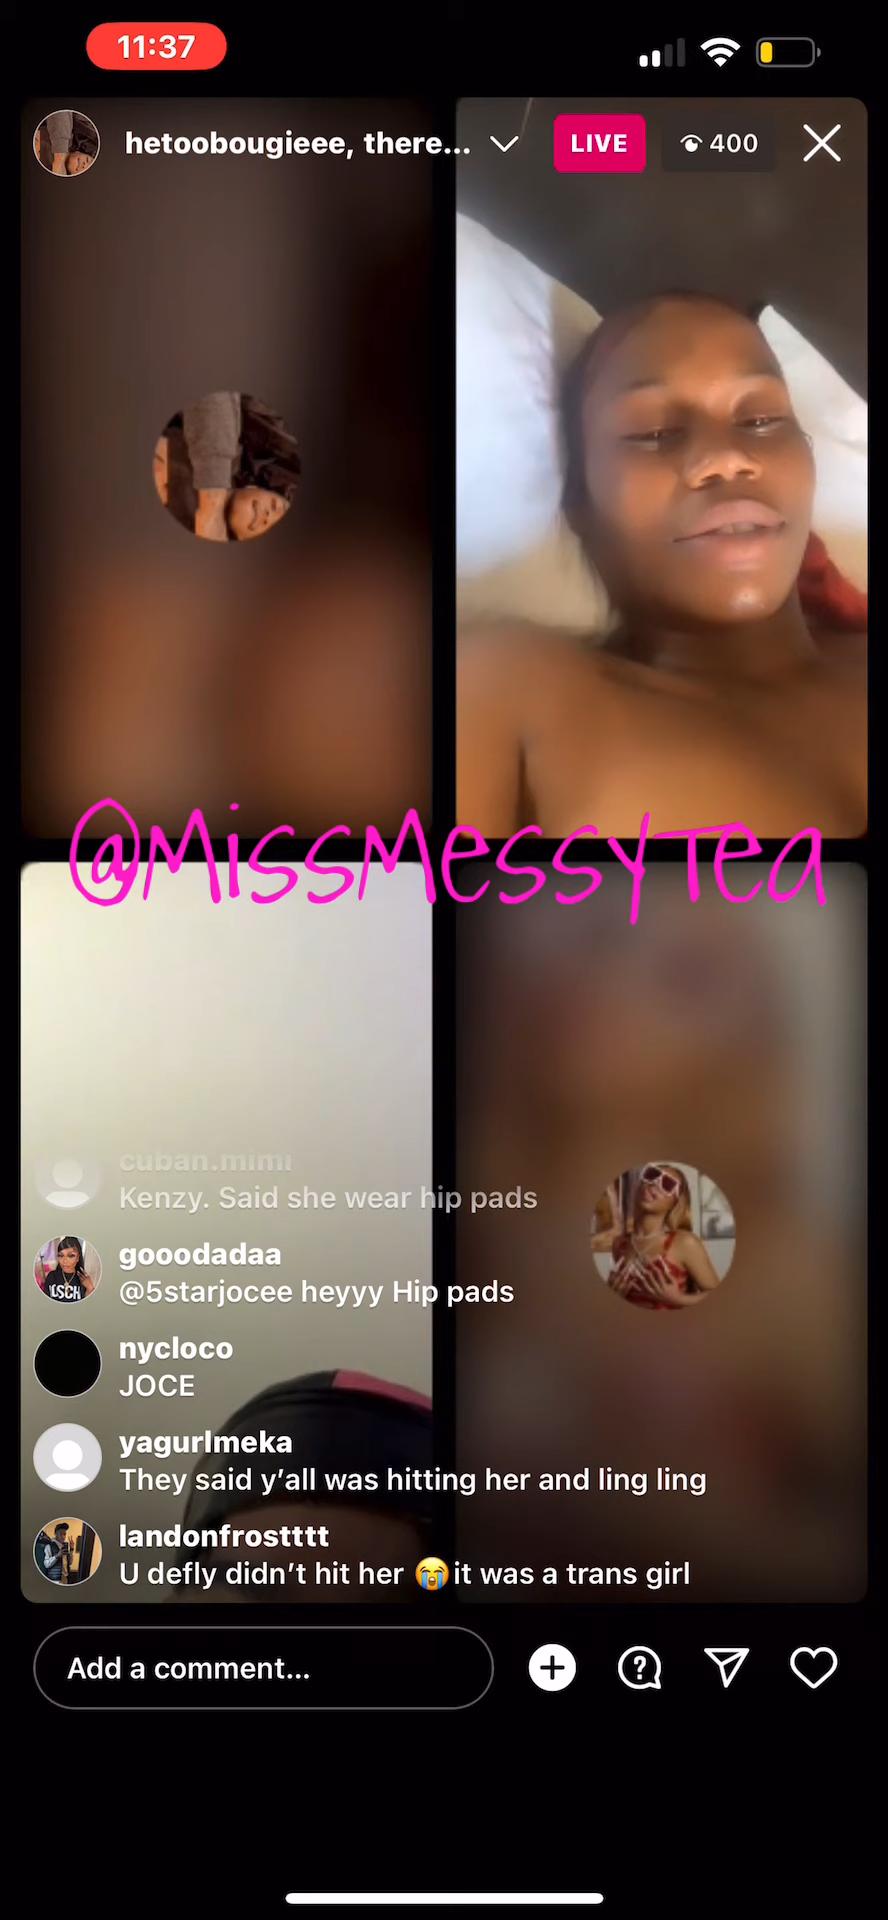 11:37
hetoobougieee, there...
LIVE
400
@MissMessyTea
cuban.mimi
Kenzy. Said she wear hip pads
gooodadaa
@5starjocee heyyy Hip pads
nycloco
JOCE
yagurlmeka
They said y’all was hitting her and ling ling
landonfrostttt
U defly didn’t hit her 😭it was a trans girl
Add a comment...